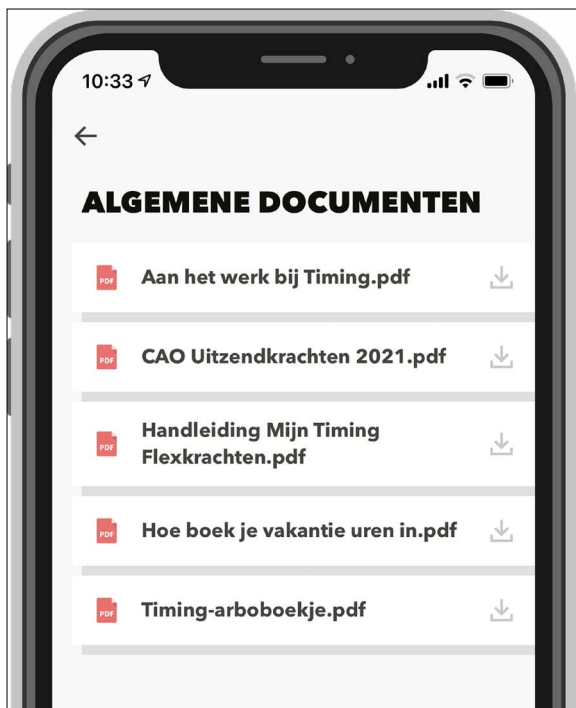 10:33
ALGEMENE DOCUMENTEN
PDF
Aan het werk bij Timing.pdf
PDF
CAO Uitzendkrachten 2021.pdf
PDF
Handleiding Mijn Timing
Flexkrachten.pdf
PDF
Hoe boek je vakantie uren in.pdf
PDF
Timing-arboboekje.pdf